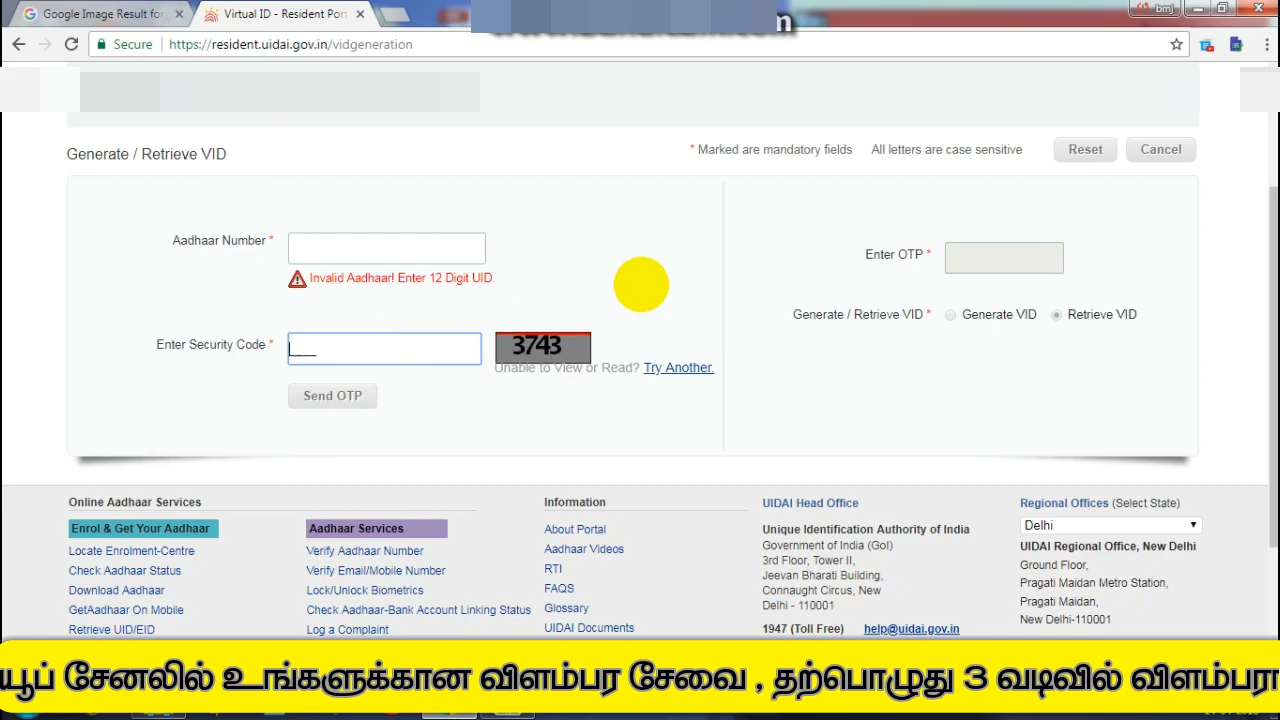 Google Image Result for
Virtual ID - Resident Port
bmj
Secure
https://resident.uidai.gov.in/vidgeneration
Generate / Retrieve VID
* Marked are mandatory fields
All letters are case sensitive
Reset
Cancel
Aadhaar Number *
Invalid Aadhaar! Enter 12 Digit UID.
Enter Security Code *
3743
Unable to View or Read? Try Another.
Send OTP
Enter OTP *
Generate / Retrieve VID *
Generate VID
Retrieve VID
Online Aadhaar Services
Enrol & Get Your Aadhaar
Locate Enrolment-Centre
Check Aadhaar Status
Download Aadhaar
GetAadhaar On Mobile
Retrieve UID/EID
Aadhaar Services
Verify Aadhaar Number
Verify Email/Mobile Number
Lock/Unlock Biometrics
Check Aadhaar-Bank Account Linking Status
Log a Complaint
Information
About Portal
Aadhaar Videos
RTI
FAQS
Glossary
UIDAI Documents
UIDAI Head Office
Unique Identification Authority of India
Government of India (GoI)
3rd Floor, Tower II,
Jeevan Bharati Building,
Connaught Circus, New
Delhi - 110001
1947 (Toll Free)
help@uidai.gov.in
Regional Offices (Select State)
Delhi
UIDAI Regional Office, New Delhi
Ground Floor,
Pragati Maidan Metro Station,
Pragati Maidan,
New Delhi-110001
யூப் சேனலில் உங்களுக்கான விளம்பர சேவை , தற்பொழுது 3 வடிவில் விளம்பரா